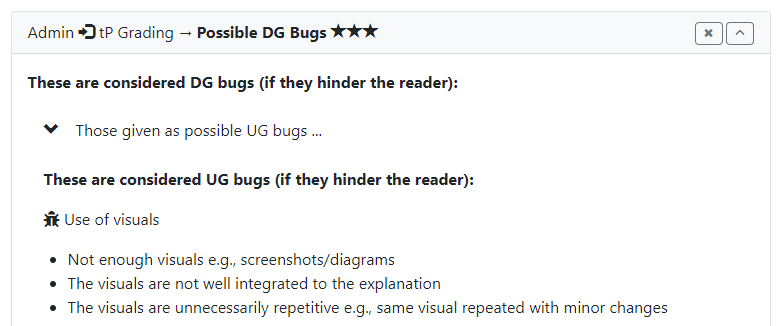 Admin tP Grading → Possible DG Bugs ★★★
These are considered DG bugs (if they hinder the reader):
Those given as possible UG bugs ...
These are considered UG bugs (if they hinder the reader):
Use of visuals
• Not enough visuals e.g., screenshots/diagrams
• The visuals are not well integrated to the explanation
• The visuals are unnecessarily repetitive e.g., same visual repeated with minor changes